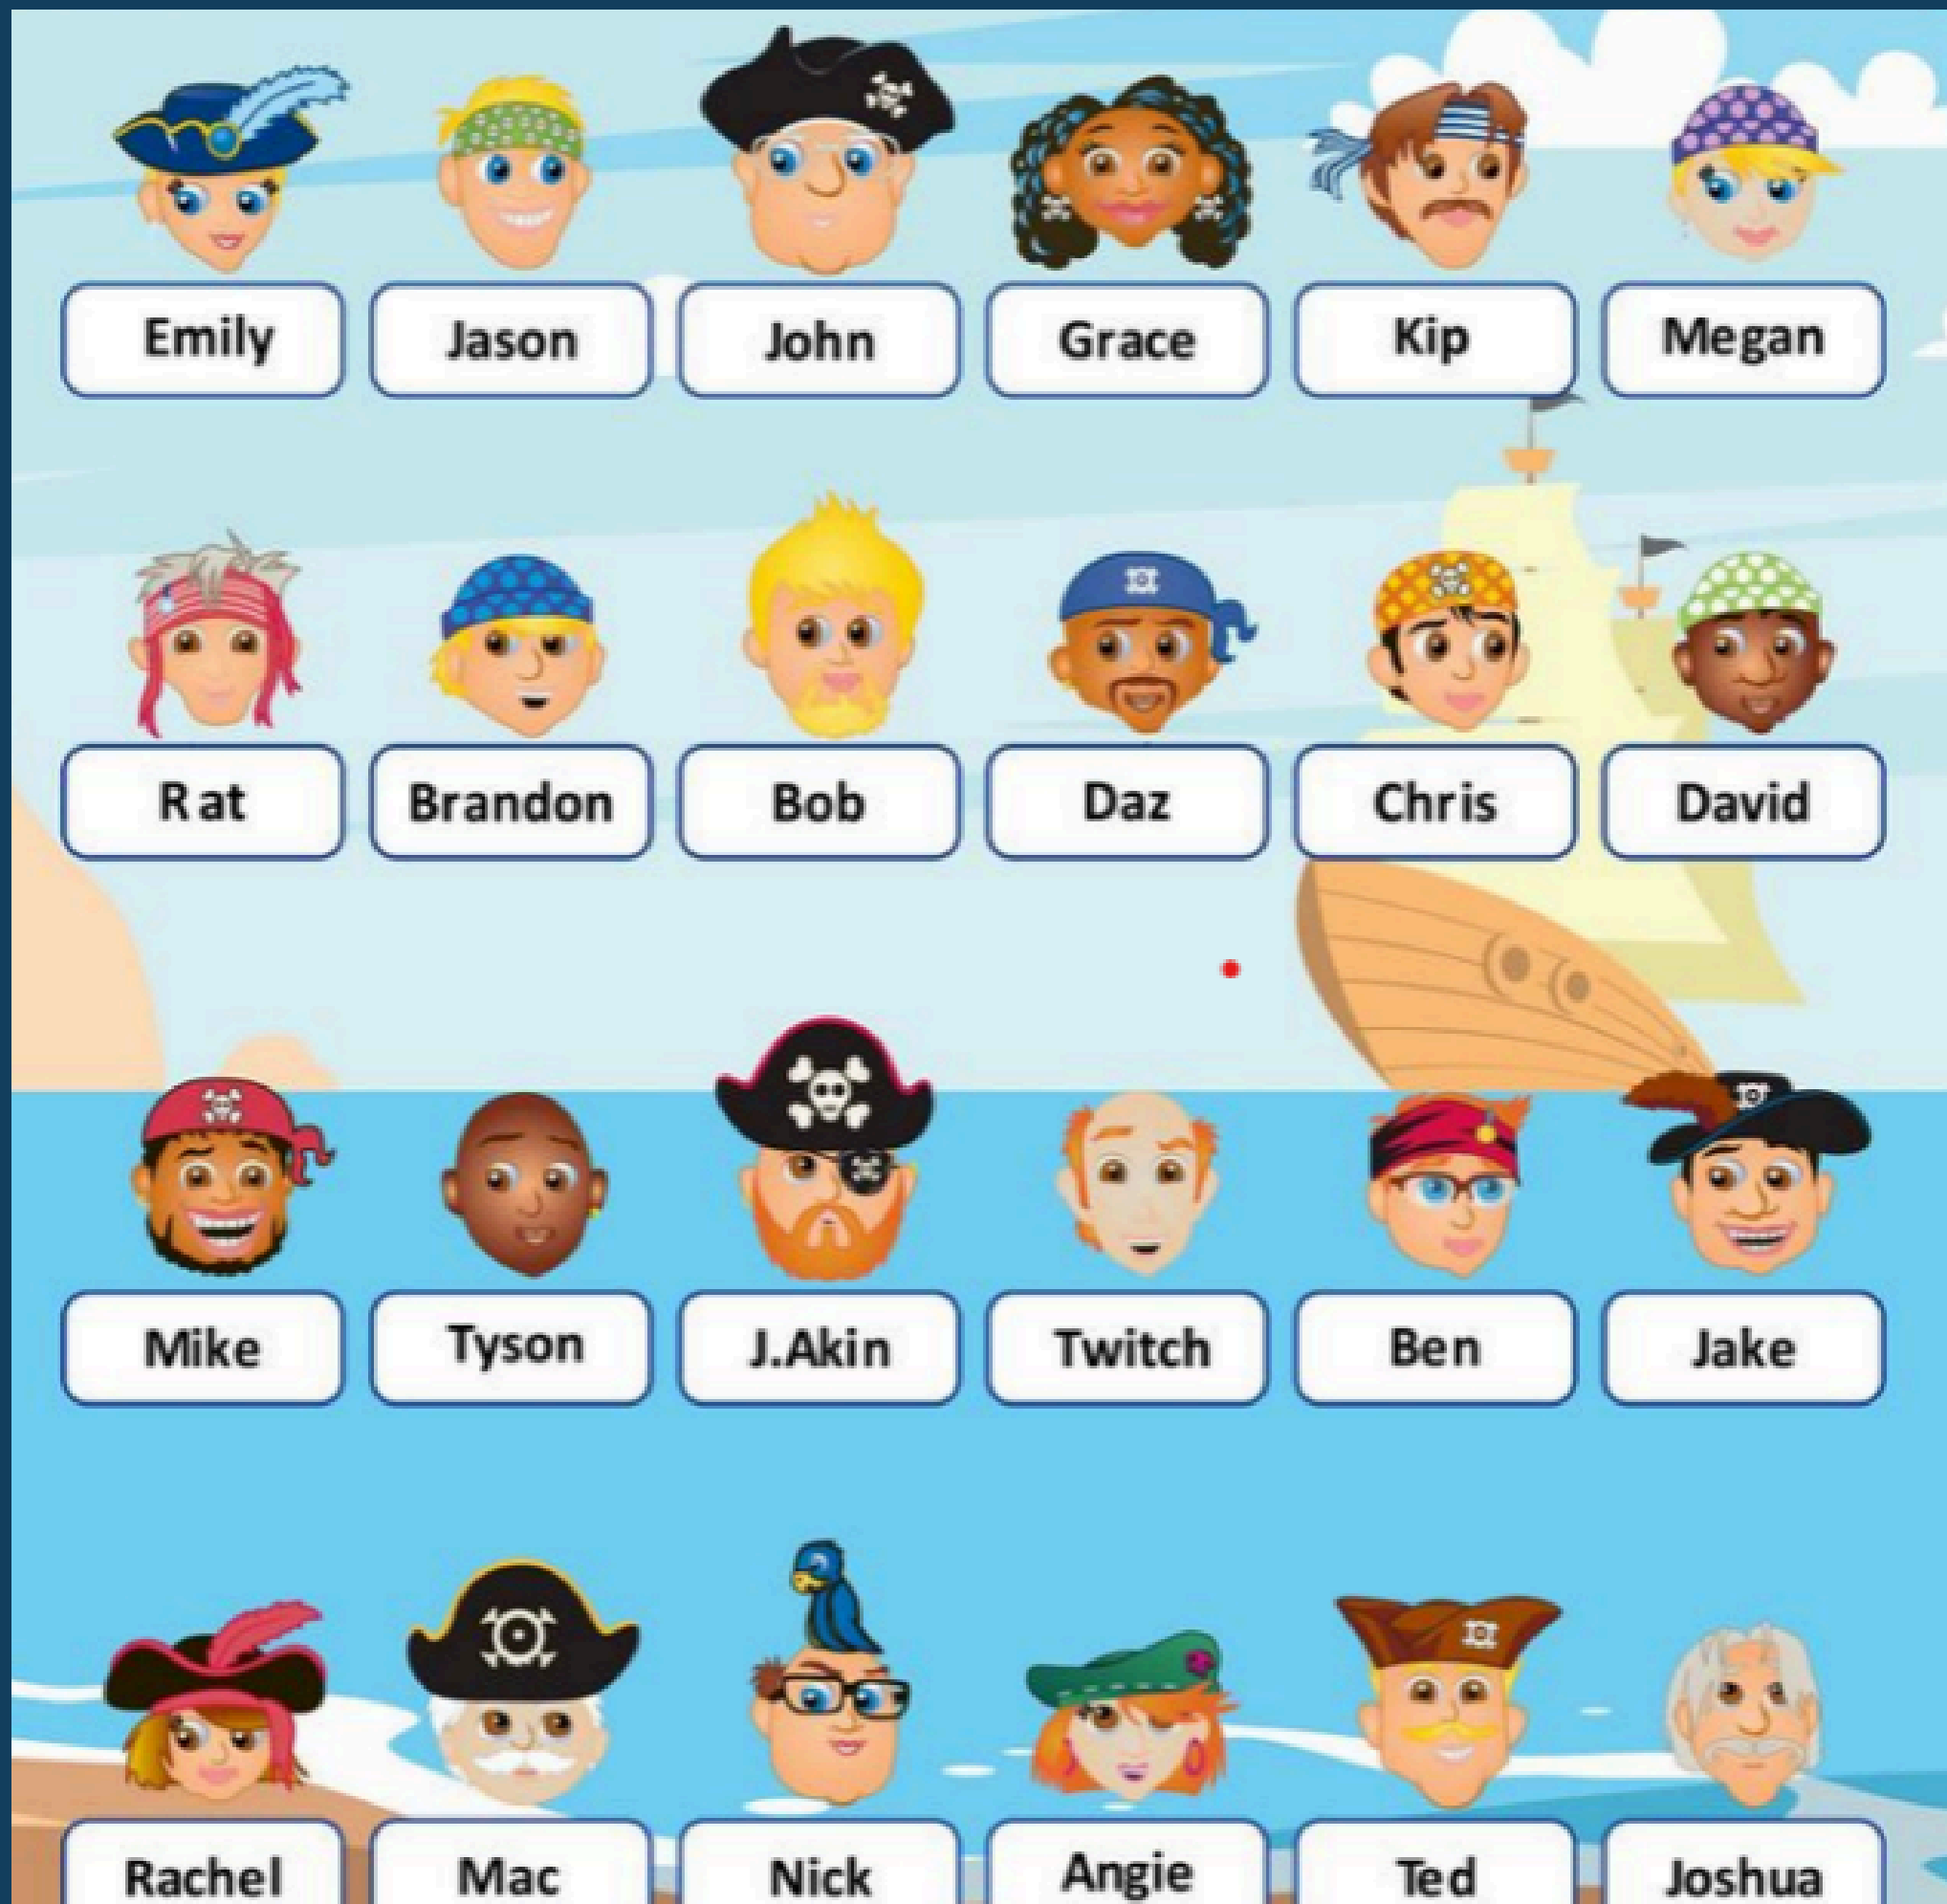 Emily Jason John Grace Kip Megan
Rat Brandon Bob Daz Chris David
Mike Tyson J.Akin Twitch Ben Jake
Rachel Mac Nick Angie Ted Joshua